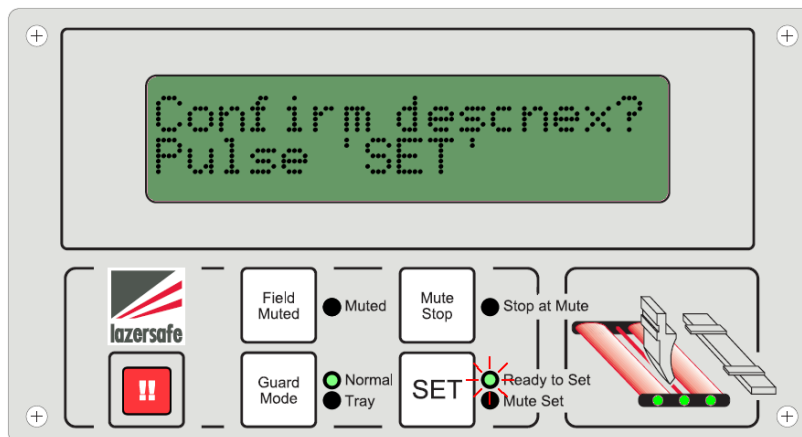 Confirm descnex?
Pulse 'SET'
lazersafe
Field
Muted
Muted
Mute
Stop
Stop at Mute
!!
Guard
Mode
Normal
Tray
SET
Ready to Set
Mute Set